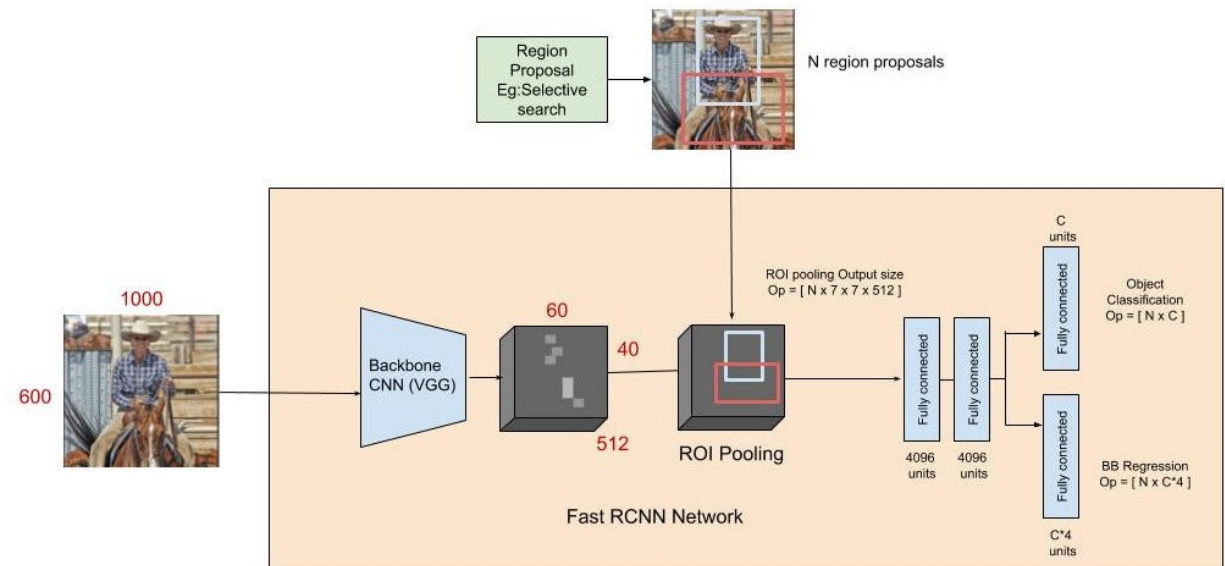 Region
Proposal
Eg:Selective
search
N region proposals
1000
600
Backbone
CNN (VGG)
60
40
512
ROI pooling Output size
Op = [ N x 7 x 7 x 512 ]
ROI Pooling
Fully connected
4096
units
Fully connected
4096
units
C
units
Fully connected
Object
Classification
Op = [ N x C ]
Fully connected
C*4
units
BB Regression
Op = [ N x C*4 ]
Fast RCNN Network